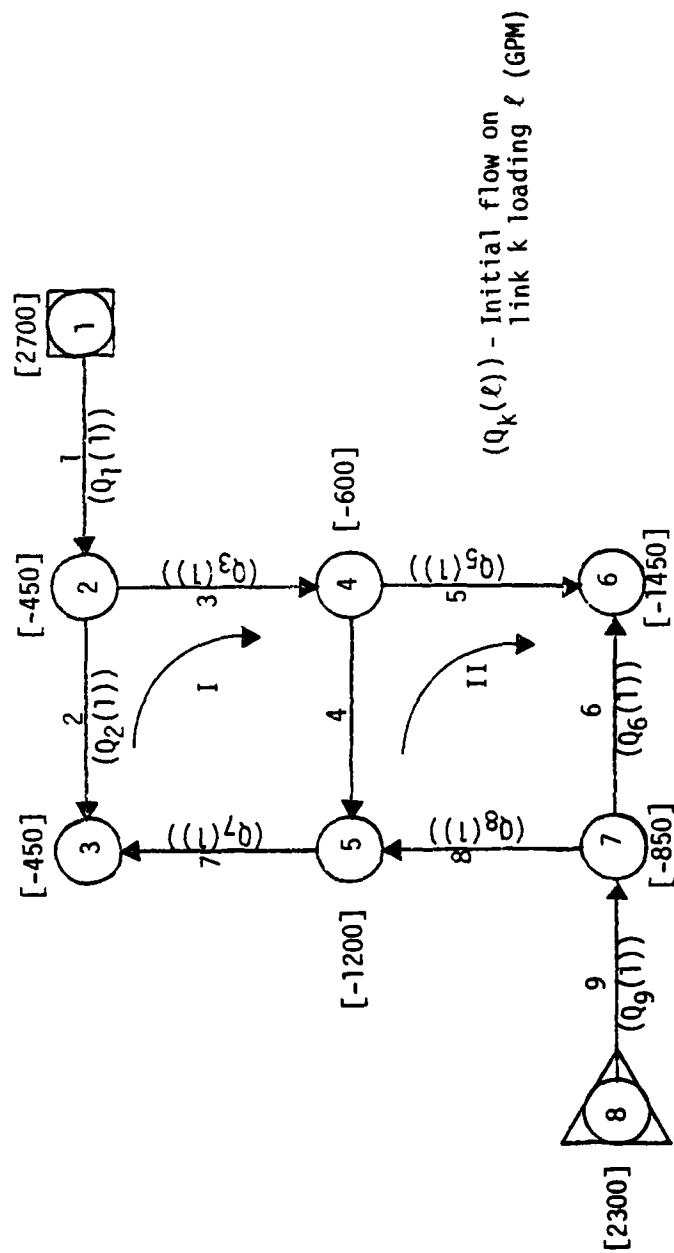 [2700]
1
1
(Q1(1))
[-450]
2
2
(Q2(1))
[-450]
3
3
(Q3(1))
I
7
(Q7(1))
[-600]
4
4
5
[-1200]
5
(Q5(1))
II
8
(Q8(1))
6
[-1450]
6
(Q6(1))
7
[-850]
9
(Q9(1))
8
[2300]
(Qk(ℓ)) - Initial flow on
link k loading ℓ (GPM)